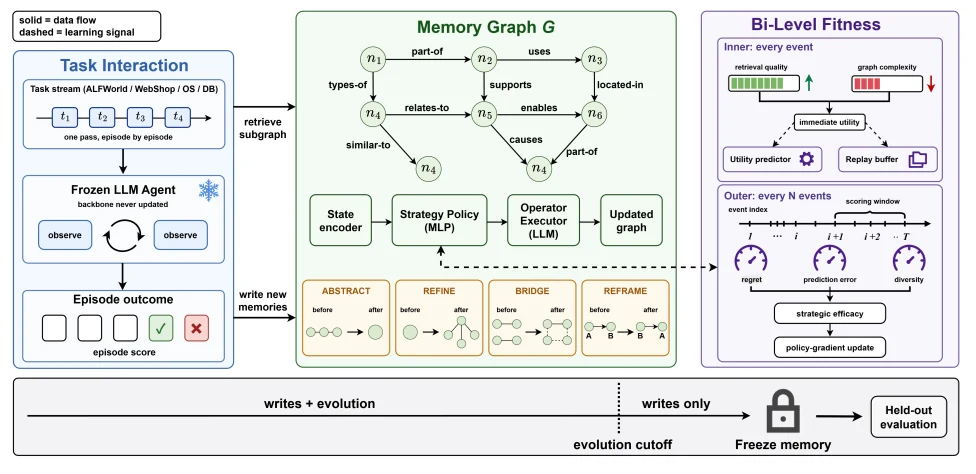 solid = data flow
dashed = learning signal
Task Interaction
Task stream (ALFWorld / WebShop / OS / DB)
t1 t2 t3 t4
one pass, episode by episode
Frozen LLM Agent
backbone never updated
observe
observe
Episode outcome
✓ ×
episode score
retrieve
subgraph
write new
memories
Memory Graph G
n1 part-of n2 uses n3
types-of supports located-in
n4 relates-to n5 enables n6
similar-to causes part-of
n4 n4
State
encoder
Strategy Policy
(MLP)
Operator
Executor
(LLM)
Updated
graph
ABSTRACT
before after
REFINE
before after
BRIDGE
before after
REFRAME
before after
A B B A
Bi-Level Fitness
Inner: every event
retrieval quality
graph complexity
immediate utility
Utility predictor
Replay buffer
Outer: every N events
event index
scoring window
1 ... i i+1 i+2 .. T
regret
prediction error
diversity
strategic efficacy
policy-gradient update
writes + evolution
evolution cutoff
writes only
Freeze memory
Held-out
evaluation